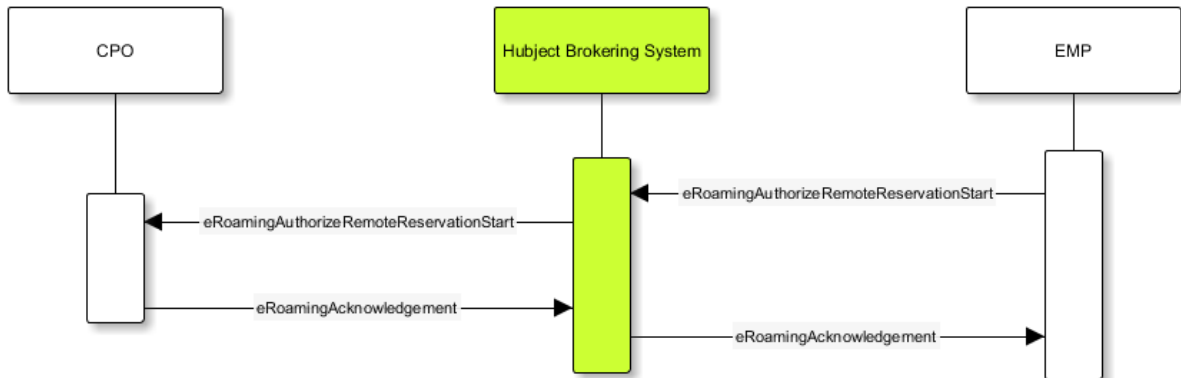 CPO
Hubject Brokering System
EMP
eRoamingAuthorizeRemoteReservationStart
eRoamingAuthorizeRemoteReservationStart
eRoamingAcknowledgement
eRoamingAcknowledgement